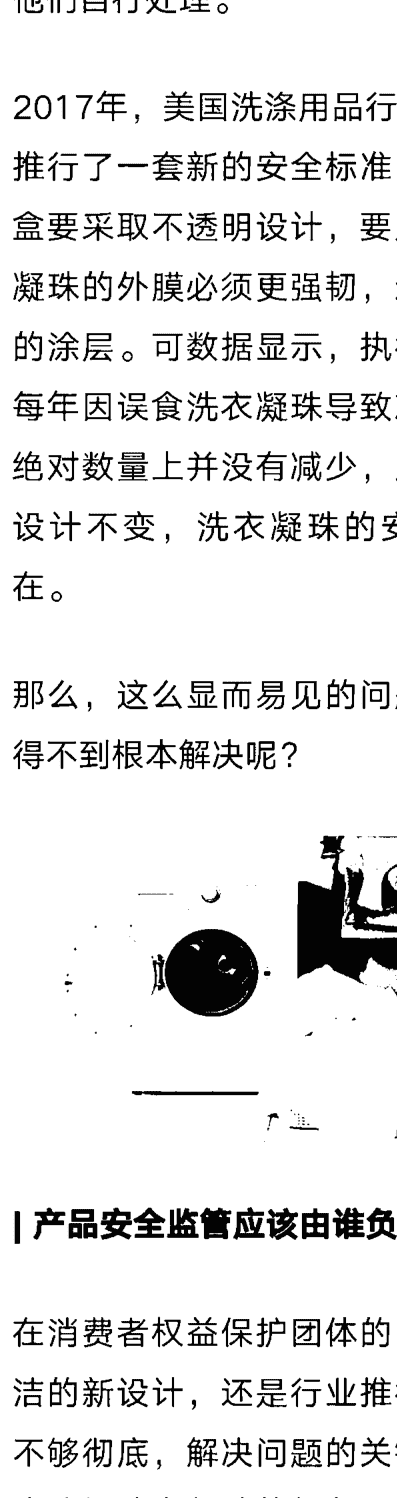 他们自行处理。
2017年，美国洗涤用品行
推行了一套新的安全标准
盒要采取不透明设计，要
凝珠的外膜必须更强韧，
的涂层。可数据显示，执
每年因误食洗衣凝珠导致
绝对数量上并没有减少，
设计不变，洗衣凝珠的安
在。
那么，这么显而易见的问
得不到根本解决呢？
| 产品安全监管应该由谁负
在消费者权益保护团体的
洁的新设计，还是行业推
不够彻底，解决问题的关